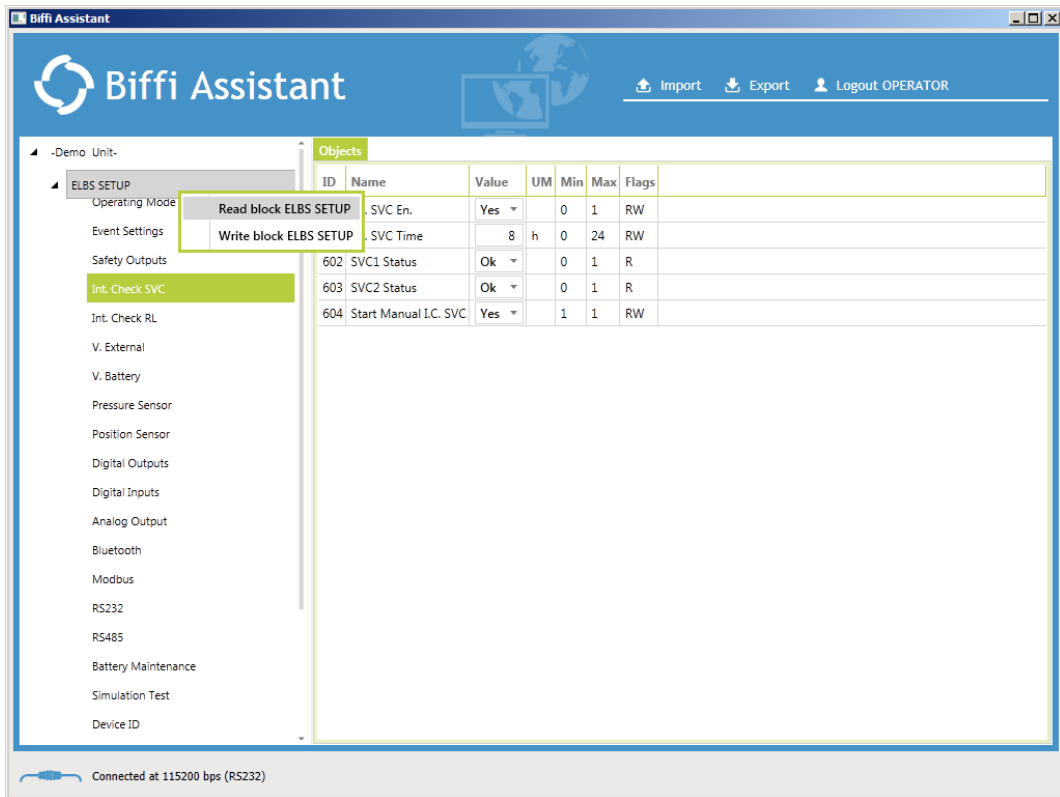 Biffi Assistant
Biffi Assistant
Import Export Logout OPERATOR
-Demo Unit-
ELBS SETUP
Operating Mode
Event Settings
Safety Outputs
Int. Check SVC
Int. Check RL
V. External
V. Battery
Pressure Sensor
Position Sensor
Digital Outputs
Digital Inputs
Analog Output
Bluetooth
Modbus
RS232
RS485
Battery Maintenance
Simulation Test
Device ID
Read block ELBS SETUP
Write block ELBS SETUP
Objects
ID Name Value UM Min Max Flags
. SVC En. Yes 0 1 RW
. SVC Time 8 h 0 24 RW
602 SVC1 Status Ok 0 1 R
603 SVC2 Status Ok 0 1 R
604 Start Manual I.C. SVC Yes 1 1 RW
Connected at 115200 bps (RS232)